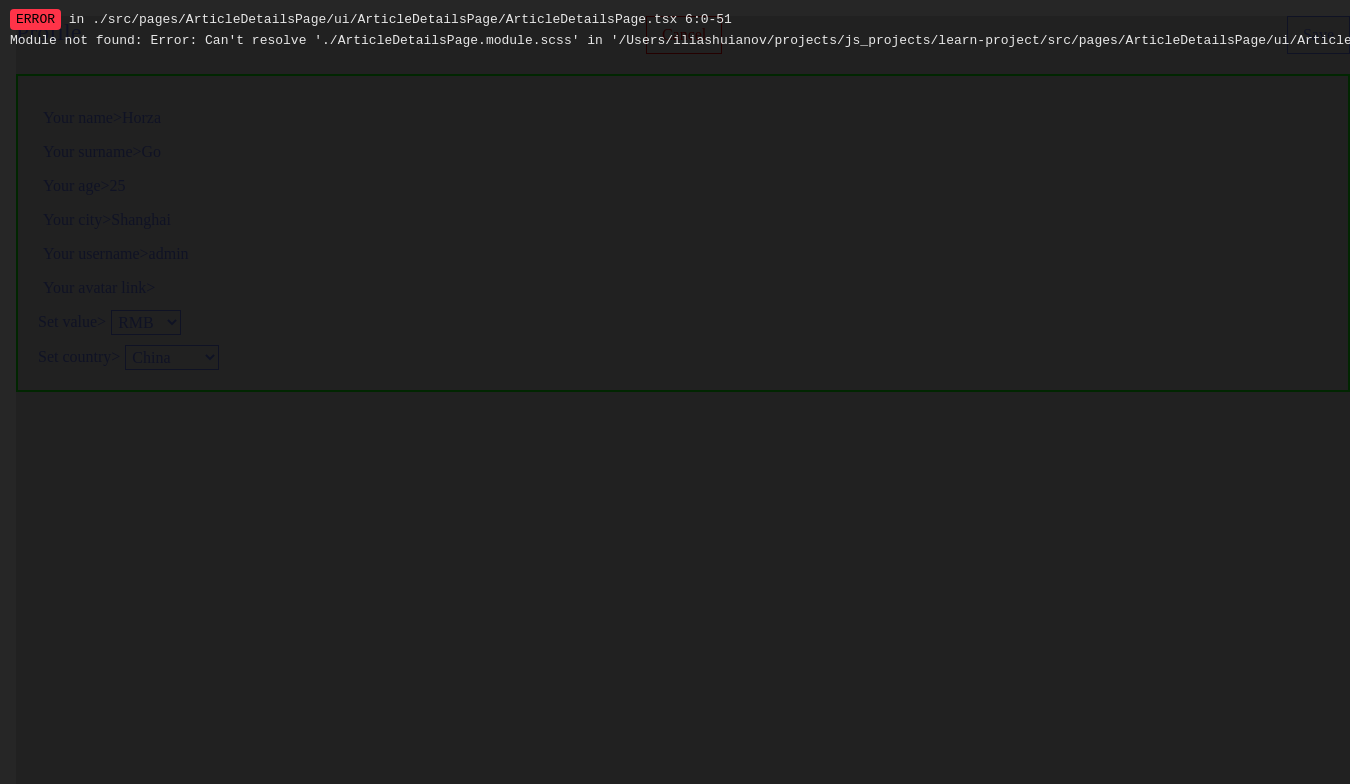 ERROR in ./src/pages/ArticleDetailsPage/ui/ArticleDetailsPage/ArticleDetailsPage.tsx 6:0-51
Module not found: Error: Can't resolve './ArticleDetailsPage.module.scss' in '/Users/iliashuianov/projects/js_projects/learn-project/src/pages/ArticleDetailsPage/ui/Article
Your name>Horza
Your surname>Go
Your age>25
Your city>Shanghai
Your username>admin
Your avatar link>
Set value> RMB
Set country> China